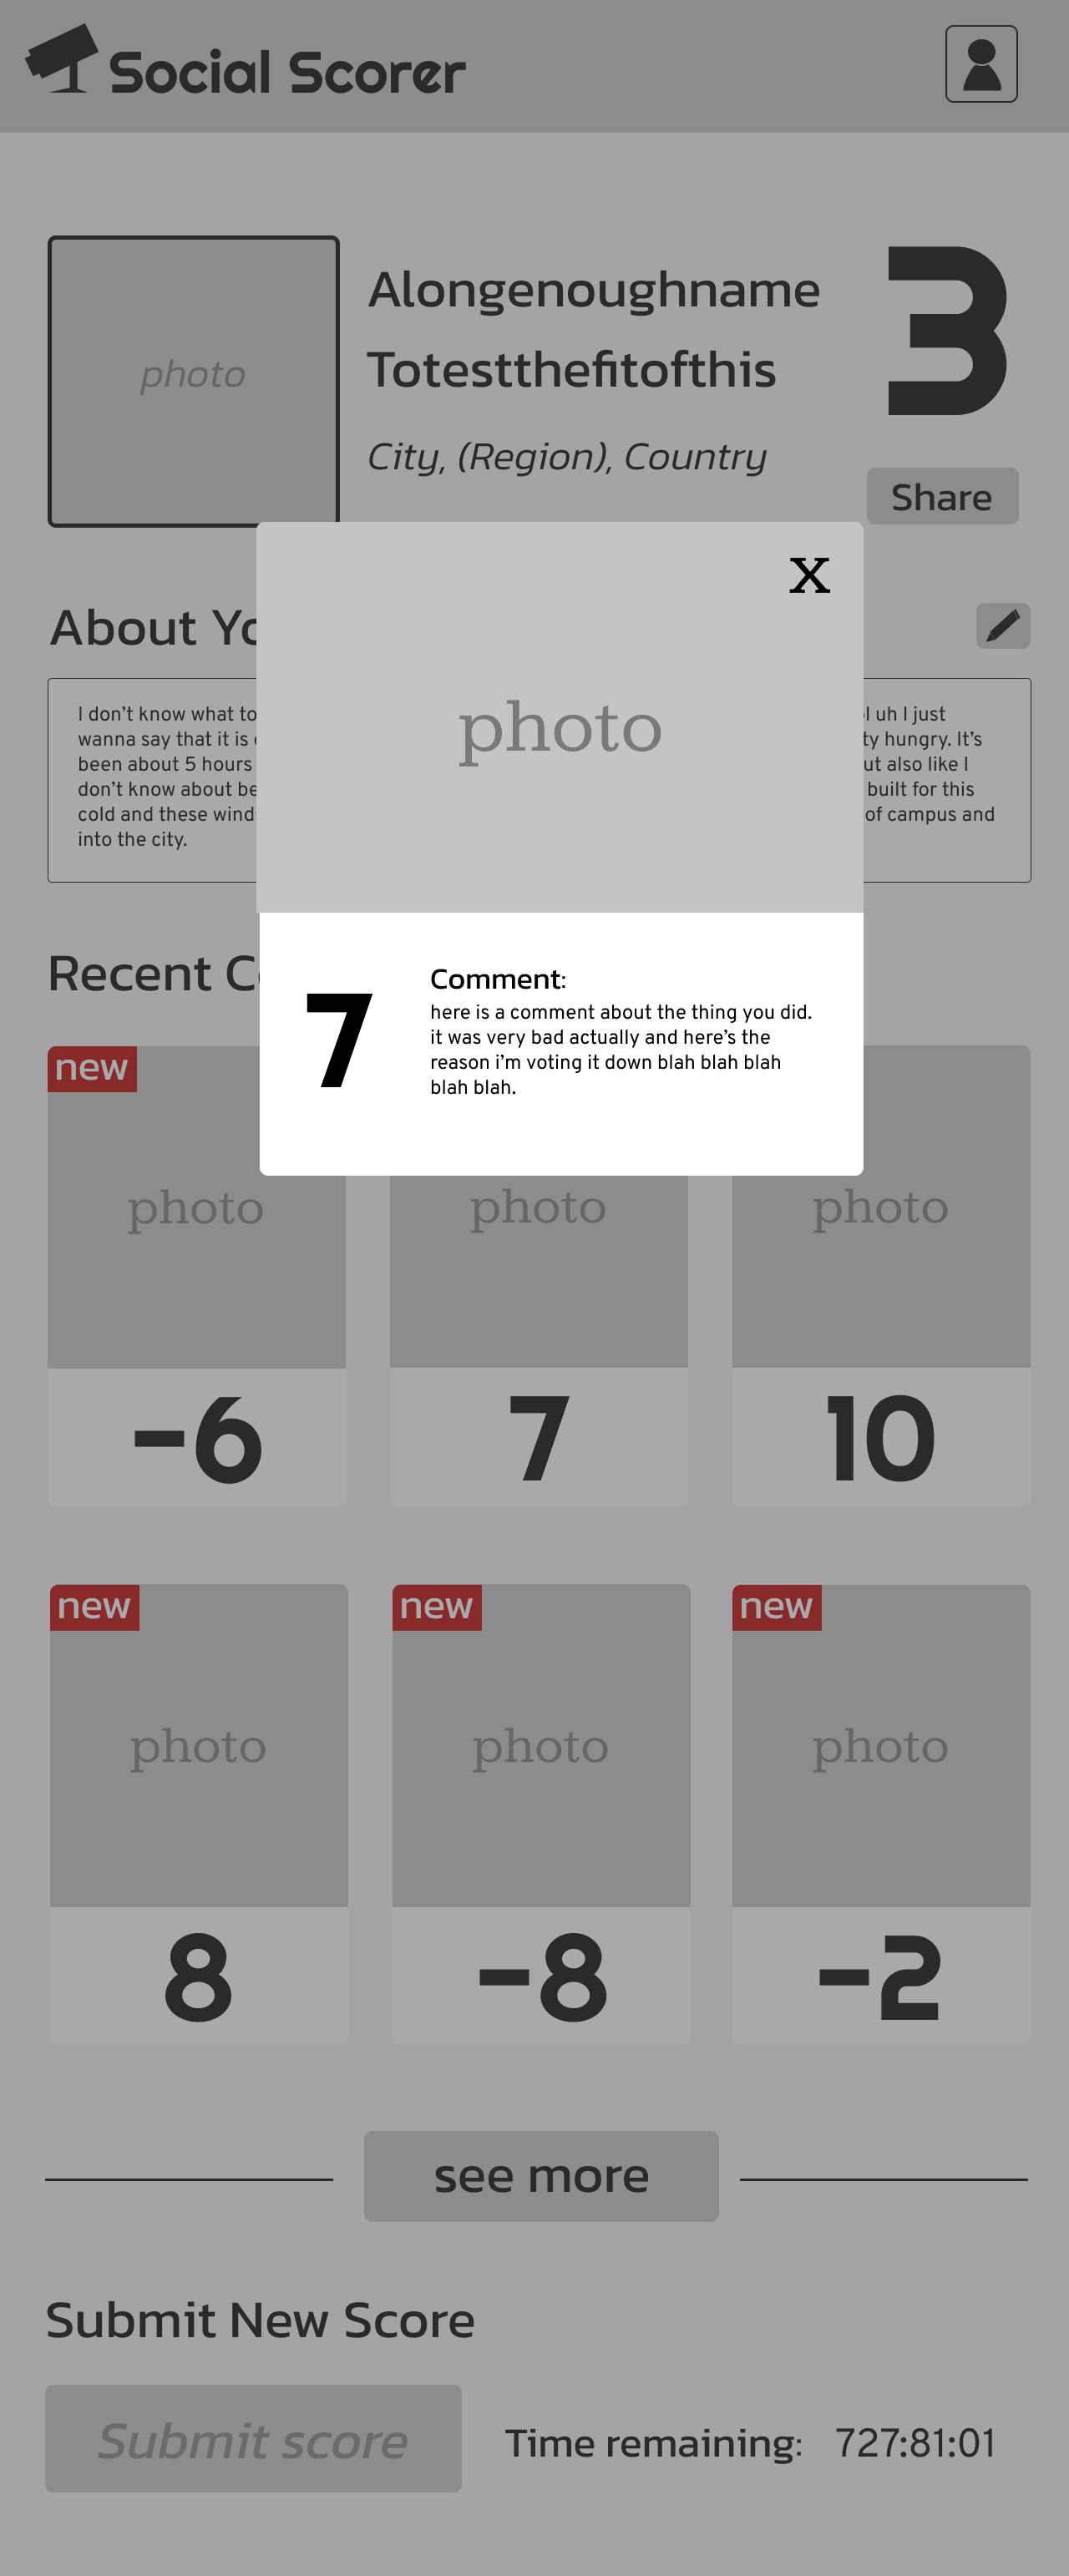 Social Scorer
photo
Alongenoughname
Totestthefitofthis
City, (Region), Country
3
Share
About Yo
I don't know what to
wanna say that it is
been about 5 hours
don't know about be
cold and these wind
into the city.
uh I just
ty hungry. It's
ut also like I
built for this
of campus and
x
photo
7
Comment:
here is a comment about the thing you did.
it was very bad actually and here's the
reason i'm voting it down blah blah blah
blah blah.
Recent C
new
photo
-6
photo
7
photo
10
new
photo
8
new
photo
-8
new
photo
-2
see more
Submit New Score
Submit score
Time remaining: 727:81:01